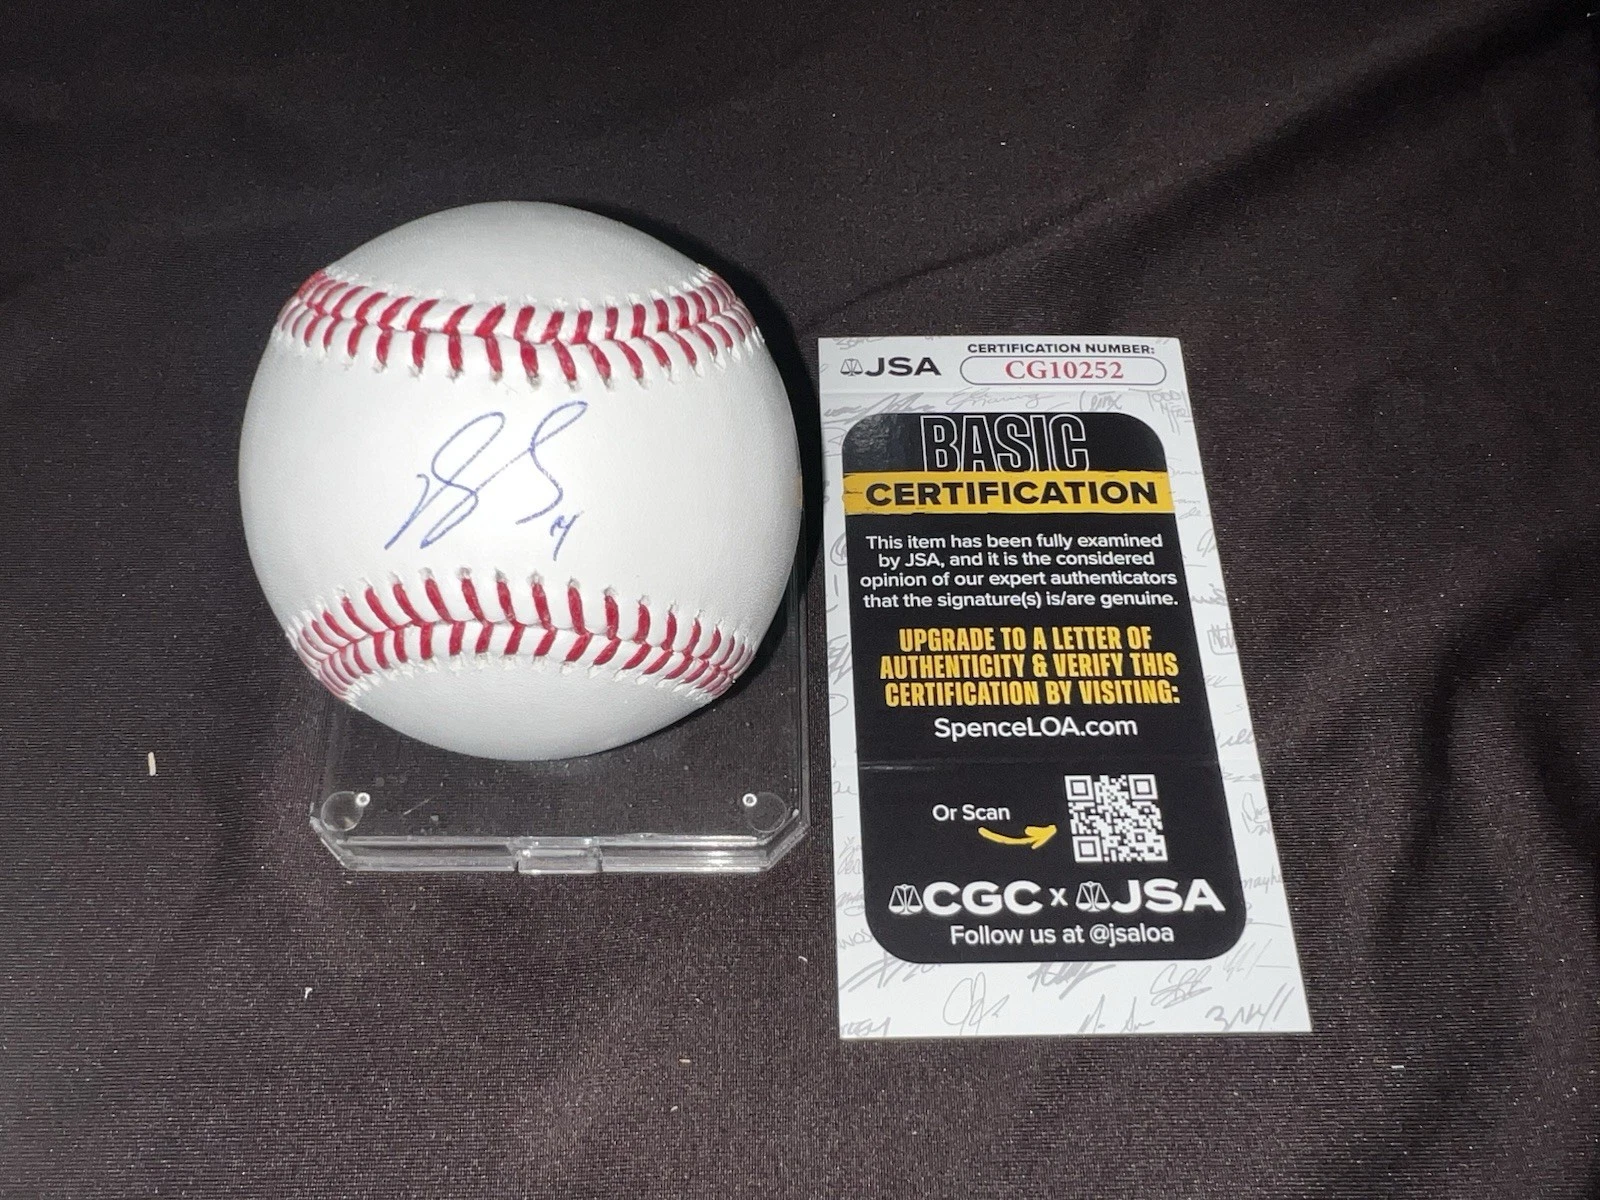 JSA
CERTIFICATION NUMBER:
CG10252
BASIC
CERTIFICATION
This item has been fully examined
by JSA, and it is the considered
opinion of our expert authenticators
that the signature(s) is/are genuine.
UPGRADE TO A LETTER OF
AUTHENTICITY & VERIFY THIS
CERTIFICATION BY VISITING:
SpenceLOA.com
Or Scan
CGC x JSA
Follow us at @jsaloa